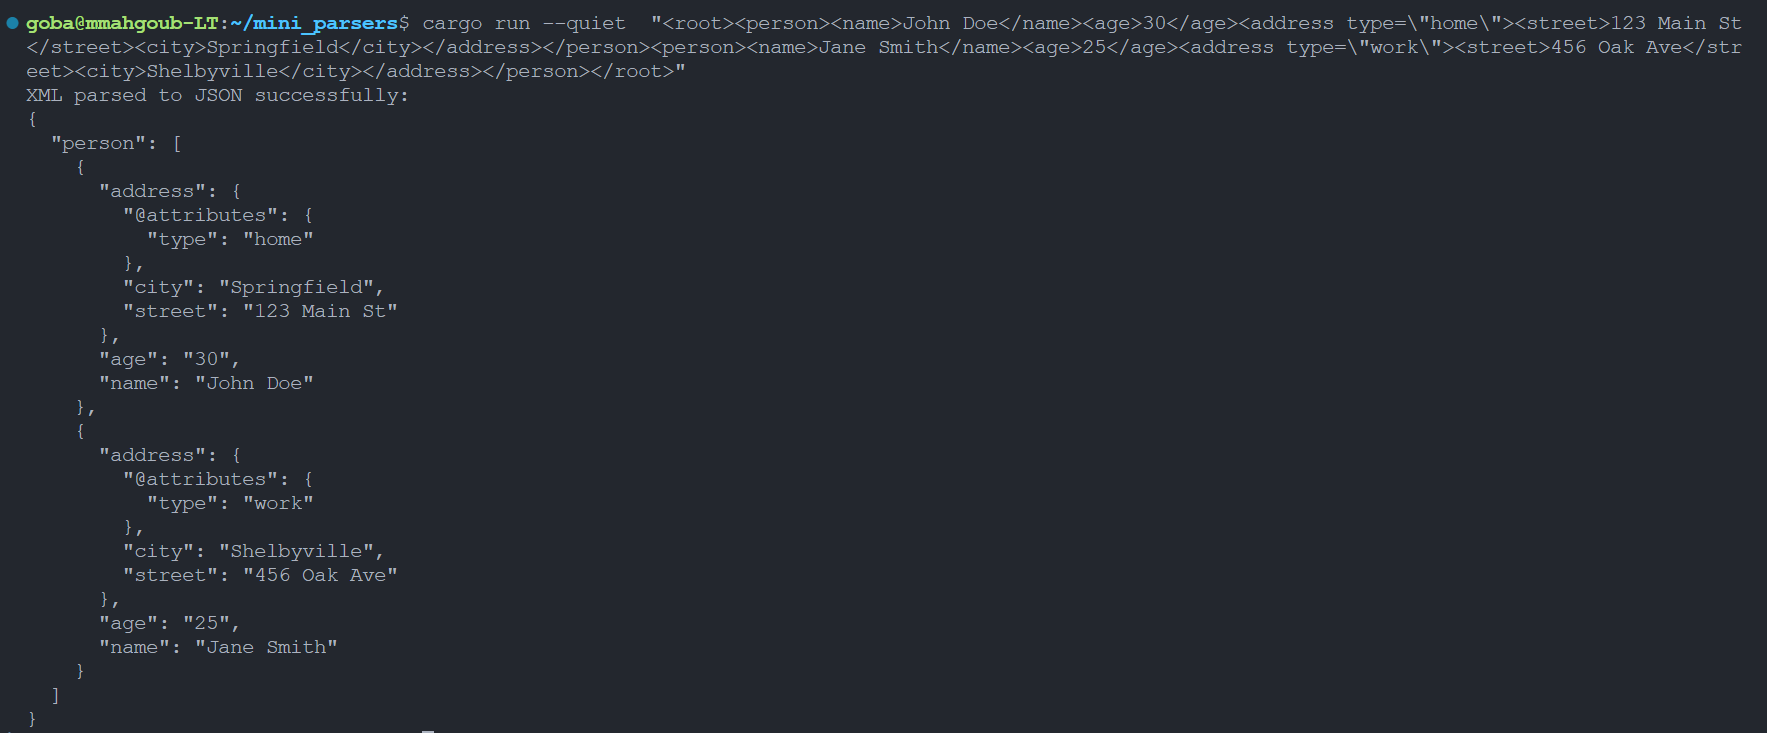 goba@mmahgoub-LT:~/mini_parsers$ cargo run --quiet  "<root><person><name>John Doe</name><age>30</age><address type=\"home\"><street>123 Main St
</street><city>Springfield</city></address></person><person><name>Jane Smith</name><age>25</age><address type=\"work\"><street>456 Oak Ave</str
eet><city>Shelbyville</city></address></person></root>"
XML parsed to JSON successfully:
{
  "person": [
    {
      "address": {
        "@attributes": {
          "type": "home"
        },
        "city": "Springfield",
        "street": "123 Main St"
      },
      "age": "30",
      "name": "John Doe"
    },
    {
      "address": {
        "@attributes": {
          "type": "work"
        },
        "city": "Shelbyville",
        "street": "456 Oak Ave"
      },
      "age": "25",
      "name": "Jane Smith"
    }
  ]
}